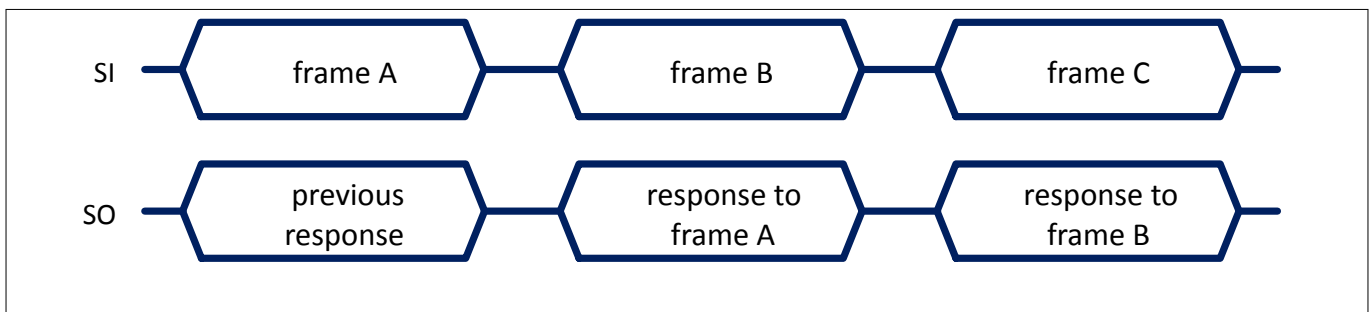 SI
frame A
frame B
frame C
SO
previous
response
response to
frame A
response to
frame B